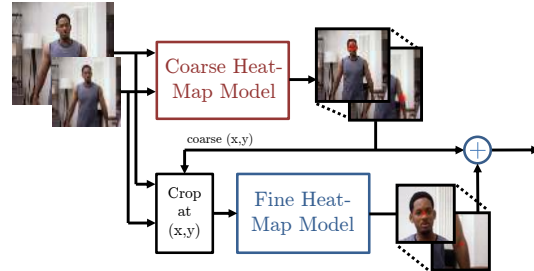 Coarse Heat-
Map Model
coarse (x,y)
Crop
at
(x,y)
Fine Heat-
Map Model
+